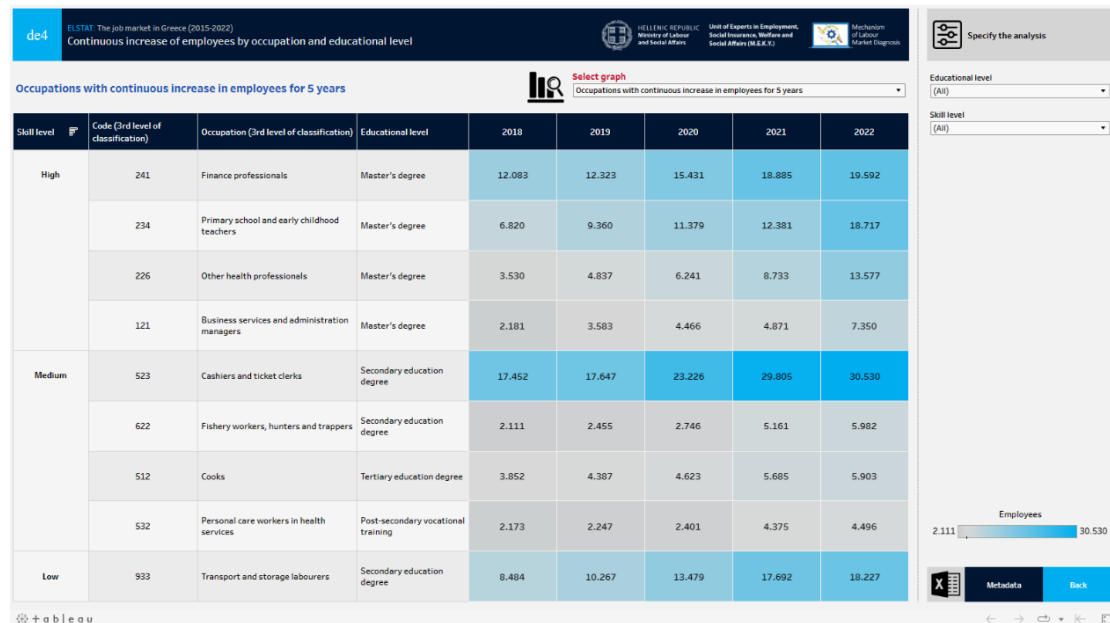 de4
ELSTAT: The job market in Greece (2015-2022)
Continuous increase of employees by occupation and educational level
HELLENIC REPUBLIC
Ministry of Labour
and Social Affairs
Unit of Experts in Employment,
Social Insurance, Welfare and
Social Affairs (M.E.K.Y.)
Mechanism
of Labour
Market Diagnosis
Specify the analysis
Occupations with continuous increase in employees for 5 years
Select graph
Occupations with continuous increase in employees for 5 years
Educational level
(All)
Skill level
(All)
Skill level
Code (3rd level of
classification)
Occupation (3rd level of classification)
Educational level
2018
2019
2020
2021
2022
High
241
Finance professionals
Master's degree
12.083
12.323
15.431
18.885
19.592
234
Primary school and early childhood
teachers
Master's degree
6.820
9.360
11.379
12.381
18.717
226
Other health professionals
Master's degree
3.530
4.837
6.241
8.733
13.577
121
Business services and administration
managers
Master's degree
2.181
3.583
4.466
4.871
7.350
Medium
523
Cashiers and ticket clerks
Secondary education
degree
17.452
17.647
23.226
29.805
30.530
622
Fishery workers, hunters and trappers
Secondary education
degree
2.111
2.455
2.746
5.161
5.982
512
Cooks
Tertiary education degree
3.852
4.387
4.623
5.685
5.903
532
Personal care workers in health
services
Post-secondary vocational
training
2.173
2.247
2.401
4.375
4.496
Low
933
Transport and storage labourers
Secondary education
degree
8.484
10.267
13.479
17.692
18.227
Employees
2.111
30.530
X
Metadata
Back
+ableau